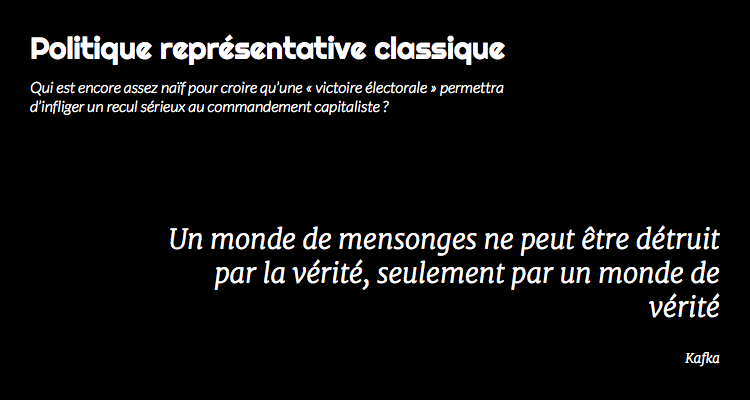 Politique représentative classique
Qui est encore assez naïf pour croire qu’une « victoire électorale » permettra
d’infliger un recul sérieux au commandement capitaliste ?
Un monde de mensonges ne peut être détruit
par la vérité, seulement par un monde de
vérité
Kafka